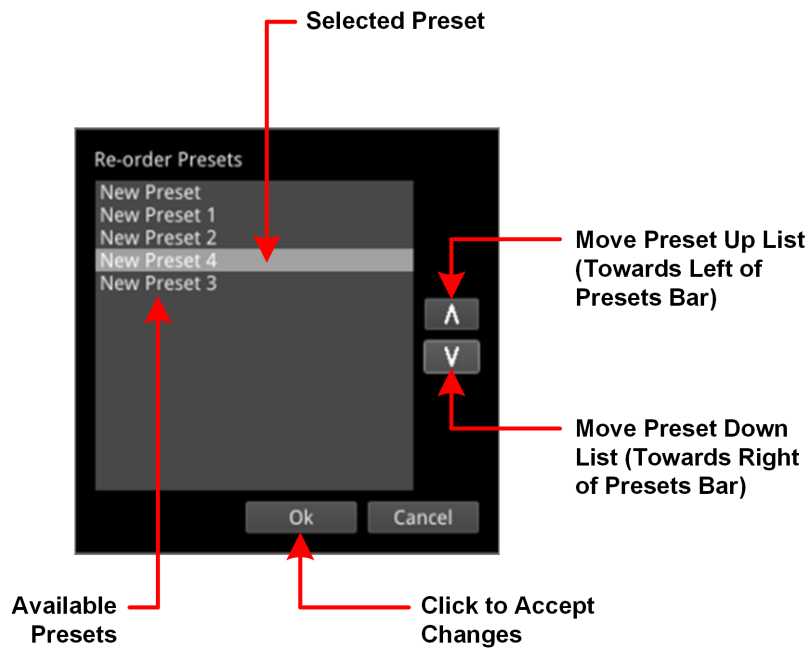 Selected Preset
Re-order Presets
New Preset
New Preset 1
New Preset 2
New Preset 4
New Preset 3
Move Preset Up List
(Towards Left of
Presets Bar)
Λ
V
Move Preset Down
List (Towards Right
of Presets Bar)
Ok
Cancel
Available
Presets
Click to Accept
Changes